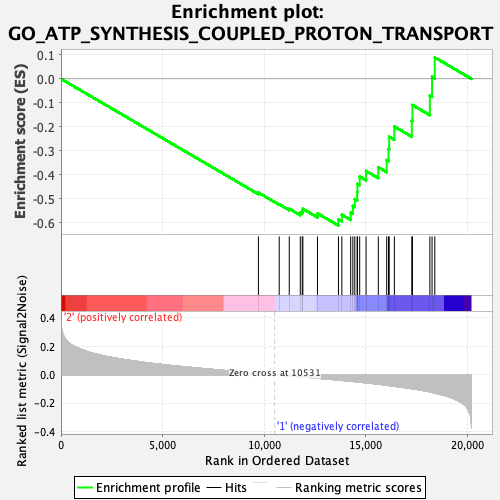 Enrichment plot:
GO_ATP_SYNTHESIS_COUPLED_PROTON_TRANSPORT
Enrichment score (ES)
0.1
0.0
-0.1
-0.2
-0.3
-0.4
-0.5
-0.6
Ranked list metric (Signal2Noise)
0.4
0.2
0.0
-0.2
-0.4
'2' (positively correlated)
Zero cross at 10531
'1' (negatively correlated)
0
5,000
10,000
15,000
20,000
Rank in Ordered Dataset
Enrichment profile
Hits
Ranking metric scores